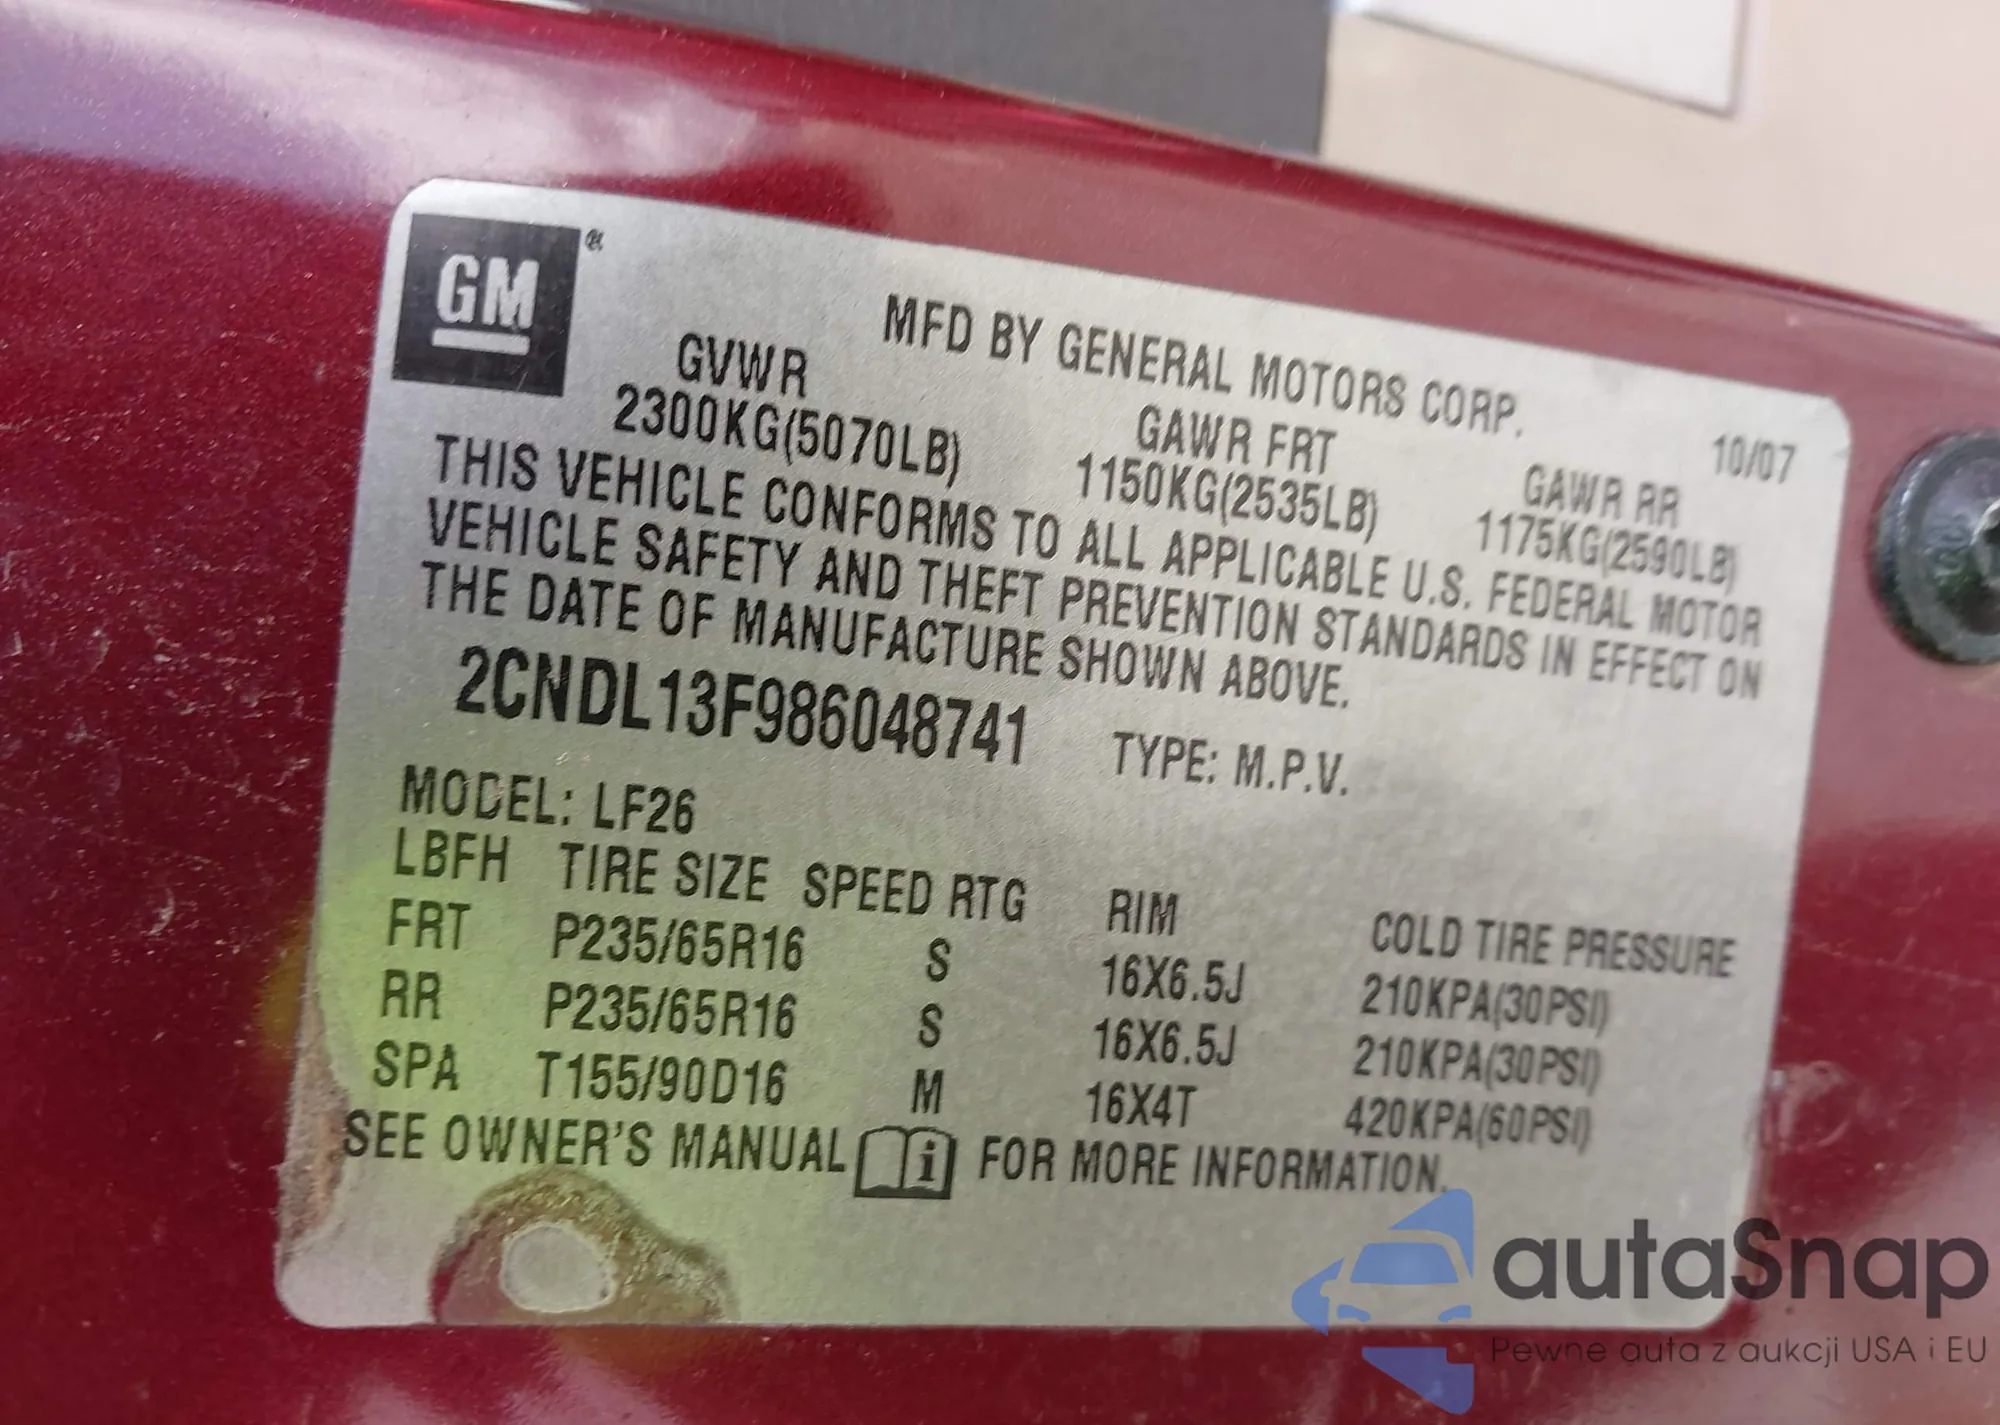 GM ®
MFD BY GENERAL MOTORS CORP.
10/07
GVWR GAWR FRT GAWR RR
2300KG(5070LB) 1150KG(2535LB) 1175KG(2590LB)
THIS VEHICLE CONFORMS TO ALL APPLICABLE U.S. FEDERAL MOTOR
VEHICLE SAFETY AND THEFT PREVENTION STANDARDS IN EFFECT ON
THE DATE OF MANUFACTURE SHOWN ABOVE.
2CNDL13F986048741 TYPE: M.P.V.
MODEL: LF26
LBFH TIRE SIZE SPEED RTG RIM COLD TIRE PRESSURE
FRT P235/65R16 S 16X6.5J 210KPA(30PSI)
RR P235/65R16 S 16X6.5J 210KPA(30PSI)
SPA T155/90D16 M 16X4T 420KPA(60PSI)
SEE OWNER'S MANUAL i FOR MORE INFORMATION.
autaSnap
Pewne auta z aukcji USA i EU